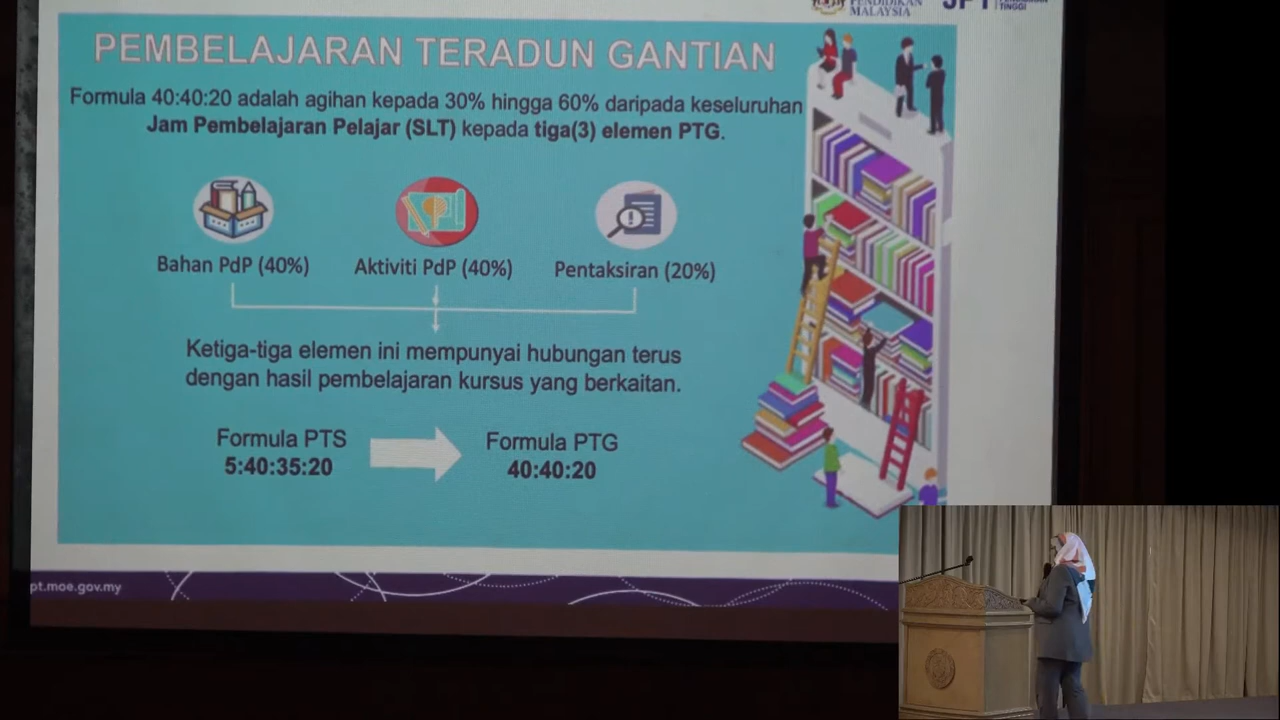 PENDIDIKAN
MALAYSIA
TINGGI
PEMBELAJARAN TERADUN GANTIAN
Formula 40:40:20 adalah agihan kepada 30% hingga 60% daripada keseluruhan
Jam Pembelajaran Pelajar (SLT) kepada tiga(3) elemen PTG.
Bahan PdP (40%)
Aktiviti PdP (40%)
Pentaksiran (20%)
Ketiga-tiga elemen ini mempunyai hubungan terus
dengan hasil pembelajaran kursus yang berkaitan.
Formula PTS
5:40:35:20
Formula PTG
40:40:20
pt.moe.gov.my